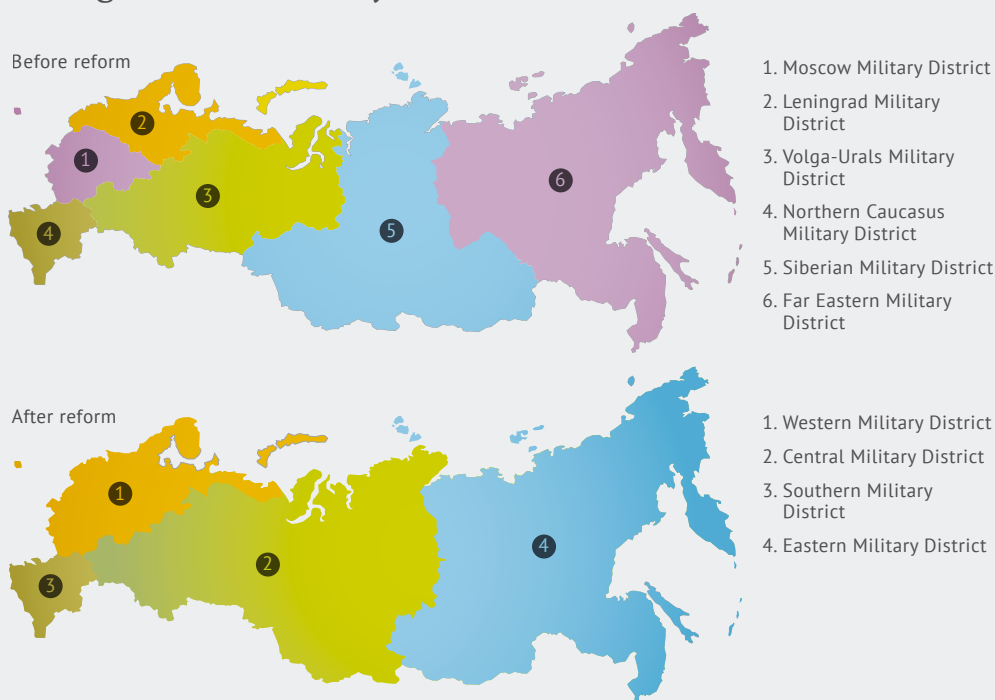 Before reform
1
2
3
4
5
6
1. Moscow Military District
2. Leningrad Military
District
3. Volga-Urals Military
District
4. Northern Caucasus
Military District
5. Siberian Military District
6. Far Eastern Military
District
After reform
1
2
3
4
1. Western Military District
2. Central Military District
3. Southern Military
District
4. Eastern Military District